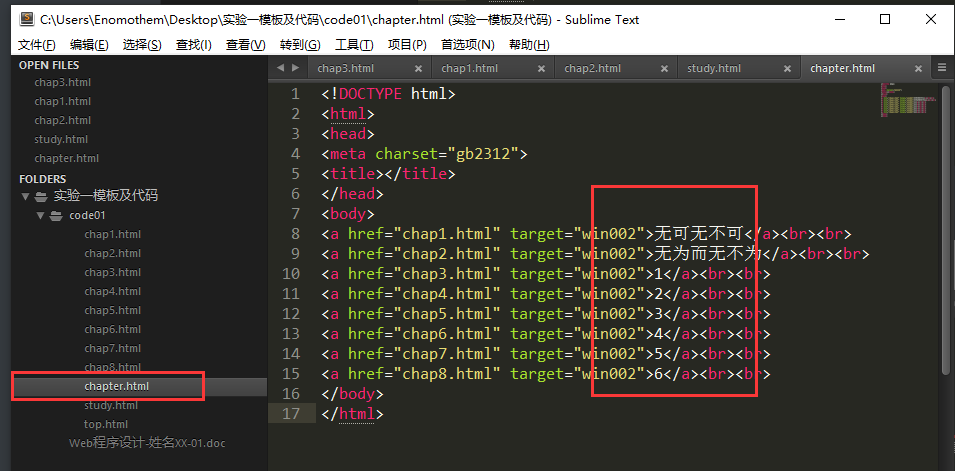 C:\Users\Enomothem\Desktop\实验一模板及代码\code01\chapter.html (实验一模板及代码) - Sublime Text
文件(F) 编辑(E) 选择(S) 查找(I) 查看(V) 转到(G) 工具(T) 项目(P) 首选项(N) 帮助(H)
OPEN FILES
chap3.html
chap1.html
chap2.html
study.html
chapter.html
FOLDERS
实验一模板及代码
code01
chap1.html
chap2.html
chap3.html
chap4.html
chap5.html
chap6.html
chap7.html
chap8.html
chapter.html
study.html
top.html
Web程序设计-姓名XX-01.doc
chap3.html chap1.html chap2.html study.html chapter.html
1 <!DOCTYPE html>
2 <html>
3 <head>
4 <meta charset="gb2312">
5 <title></title>
6 </head>
7 <body>
8 <a href="chap1.html" target="win002">无可无不可</a><br><br>
9 <a href="chap2.html" target="win002">无为而无不为</a><br><br>
10 <a href="chap3.html" target="win002">1</a><br><br>
11 <a href="chap4.html" target="win002">2</a><br><br>
12 <a href="chap5.html" target="win002">3</a><br><br>
13 <a href="chap6.html" target="win002">4</a><br><br>
14 <a href="chap7.html" target="win002">5</a><br><br>
15 <a href="chap8.html" target="win002">6</a><br><br>
16 </body>
17 </html>